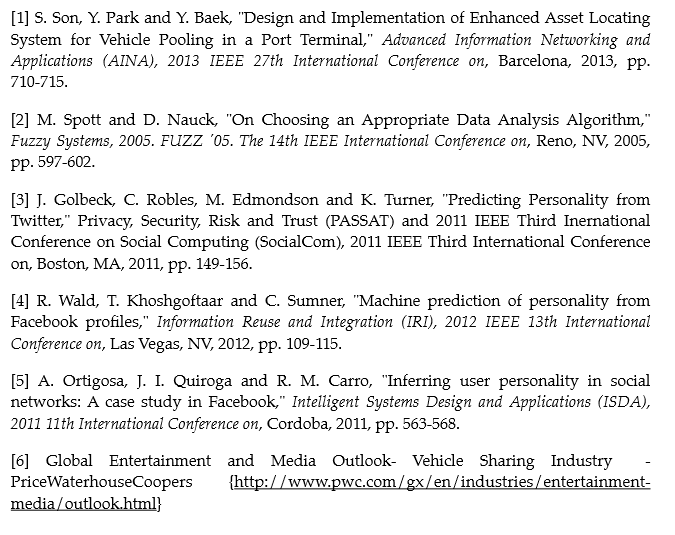 [1] S. Son, Y. Park and Y. Baek, "Design and Implementation of Enhanced Asset Locating
System for Vehicle Pooling in a Port Terminal," Advanced Information Networking and
Applications (AINA), 2013 IEEE 27th International Conference on, Barcelona, 2013, pp.
710-715.
[2] M. Spott and D. Nauck, "On Choosing an Appropriate Data Analysis Algorithm,"
Fuzzy Systems, 2005. FUZZ '05. The 14th IEEE International Conference on, Reno, NV, 2005,
pp. 597-602.
[3] J. Golbeck, C. Robles, M. Edmondson and K. Turner, "Predicting Personality from
Twitter," Privacy, Security, Risk and Trust (PASSAT) and 2011 IEEE Third Inernational
Conference on Social Computing (SocialCom), 2011 IEEE Third International Conference
on, Boston, MA, 2011, pp. 149-156.
[4] R. Wald, T. Khoshgoftaar and C. Sumner, "Machine prediction of personality from
Facebook profiles," Information Reuse and Integration (IRI), 2012 IEEE 13th International
Conference on, Las Vegas, NV, 2012, pp. 109-115.
[5] A. Ortigosa, J. I. Quiroga and R. M. Carro, "Inferring user personality in social
networks: A case study in Facebook," Intelligent Systems Design and Applications (ISDA),
2011 11th International Conference on, Cordoba, 2011, pp. 563-568.
[6] Global Entertainment and Media Outlook- Vehicle Sharing Industry -
PriceWaterhouseCoopers {http://www.pwc.com/gx/en/industries/entertainment-
media/outlook.html}